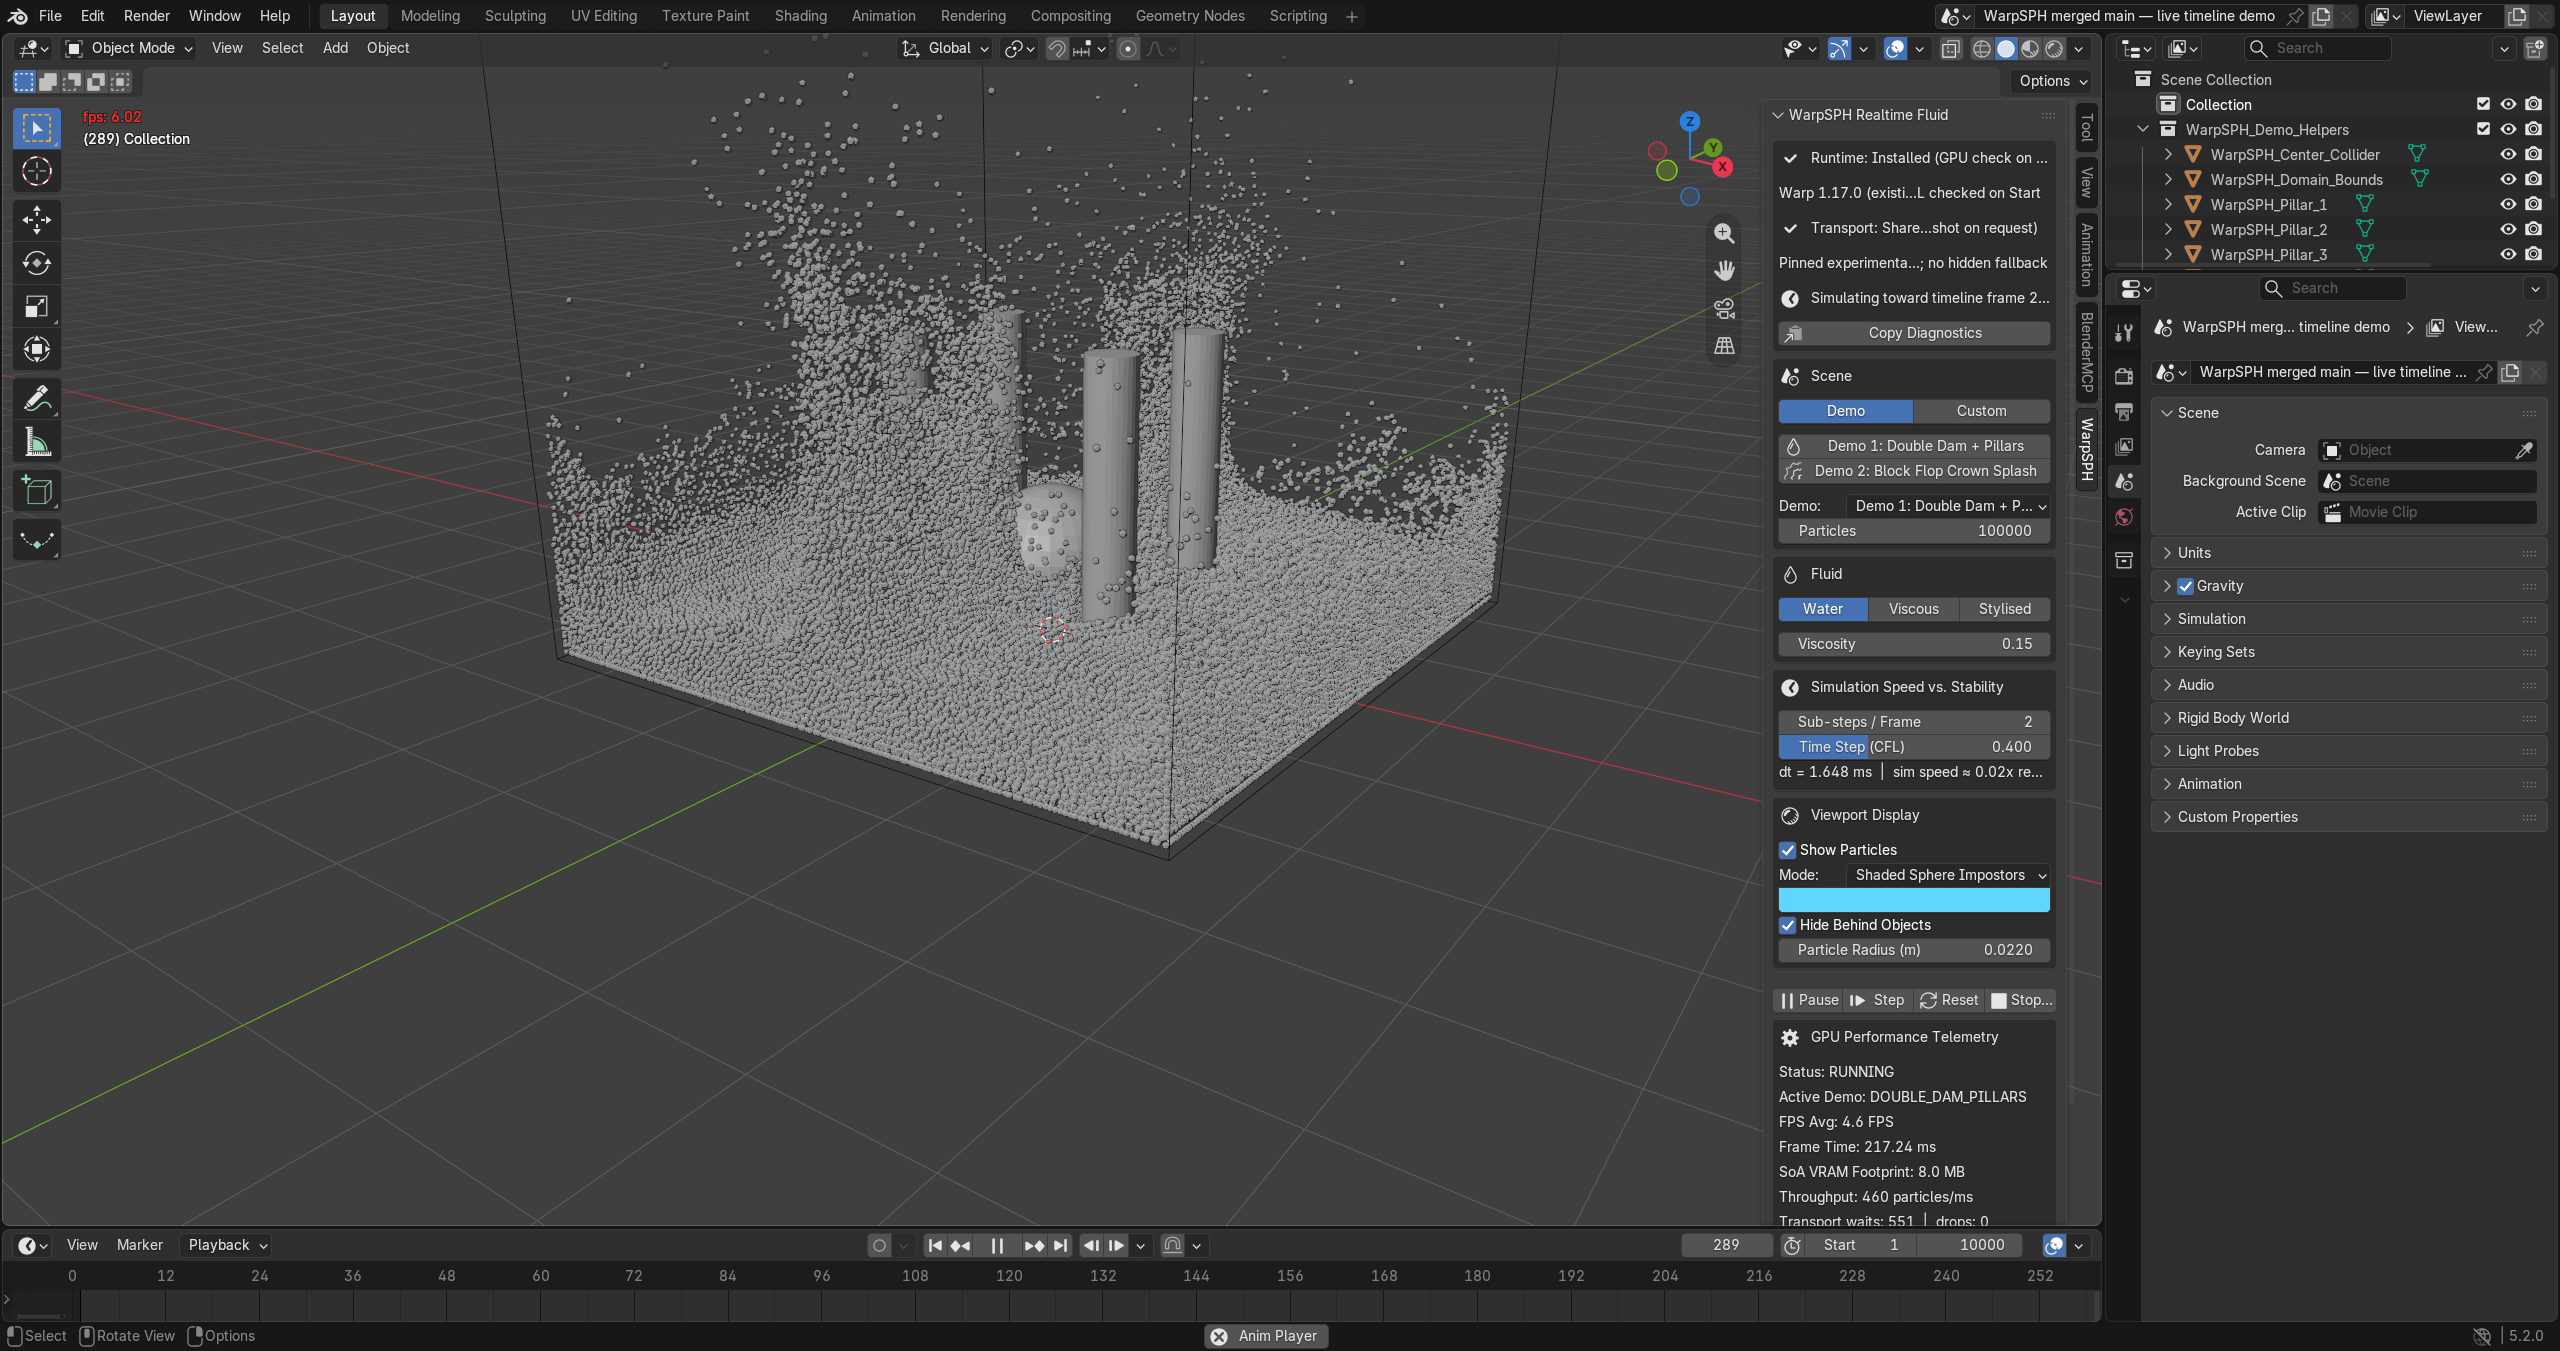 File Edit Render Window Help Layout Modeling Sculpting UV Editing Texture Paint Shading Animation Rendering Compositing Geometry Nodes Scripting WarpSPH merged main — live timeline demo ViewLayer
Object Mode View Select Add Object Global Search
Options
fps: 6.02
(289) Collection
Z
Y
X
Tool
View
Animation
BlenderMCP
WarpSPH
WarpSPH Realtime Fluid
Runtime: Installed (GPU check on ...
Warp 1.17.0 (existi...L checked on Start
Transport: Share...shot on request)
Pinned experimenta...; no hidden fallback
Simulating toward timeline frame 2...
Copy Diagnostics
Scene
Demo Custom
Demo 1: Double Dam + Pillars
Demo 2: Block Flop Crown Splash
Demo: Demo 1: Double Dam + P...
Particles 100000
Fluid
Water Viscous Stylised
Viscosity 0.15
Simulation Speed vs. Stability
Sub-steps / Frame 2
Time Step (CFL) 0.400
dt = 1.648 ms | sim speed ≈ 0.02x re...
Viewport Display
Show Particles
Mode: Shaded Sphere Impostors
Hide Behind Objects
Particle Radius (m) 0.0220
Pause Step Reset Stop...
GPU Performance Telemetry
Status: RUNNING
Active Demo: DOUBLE_DAM_PILLARS
FPS Avg: 4.6 FPS
Frame Time: 217.24 ms
SoA VRAM Footprint: 8.0 MB
Throughput: 460 particles/ms
Transport waits: 551 | drops: 0
Scene Collection
Collection
WarpSPH_Demo_Helpers
WarpSPH_Center_Collider
WarpSPH_Domain_Bounds
WarpSPH_Pillar_1
WarpSPH_Pillar_2
WarpSPH_Pillar_3
Search
WarpSPH merg... timeline demo View...
WarpSPH merged main — live timeline ...
Scene
Camera Object
Background Scene Scene
Active Clip Movie Clip
Units
Gravity
Simulation
Keying Sets
Audio
Rigid Body World
Light Probes
Animation
Custom Properties
View Marker Playback 289 Start 1 10000
0 12 24 36 48 60 72 84 96 108 120 132 144 156 168 180 192 204 216 228 240 252
Select Rotate View Options Anim Player 5.2.0